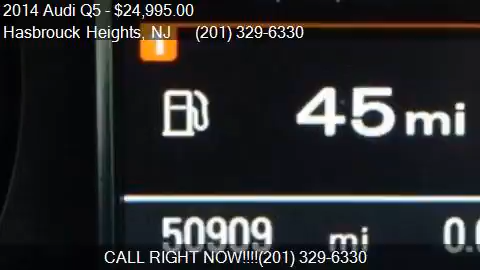 2014 Audi Q5 - $24,995.00
Hasbrouck Heights, NJ (201) 329-6330
45 mi
50909 mi 0.
CALL RIGHT NOW!!!!(201) 329-6330